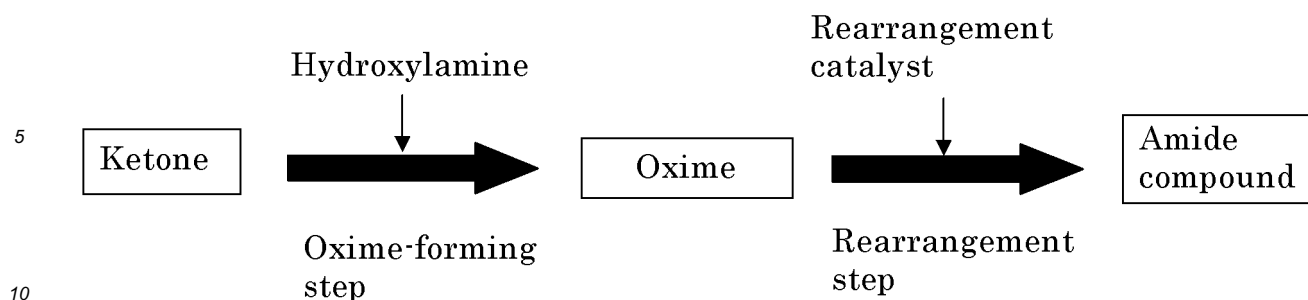 Hydroxylamine
Rearrangement
catalyst
5
Ketone
Oxime
Amide
compound
Oxime-forming
step
Rearrangement
step
10